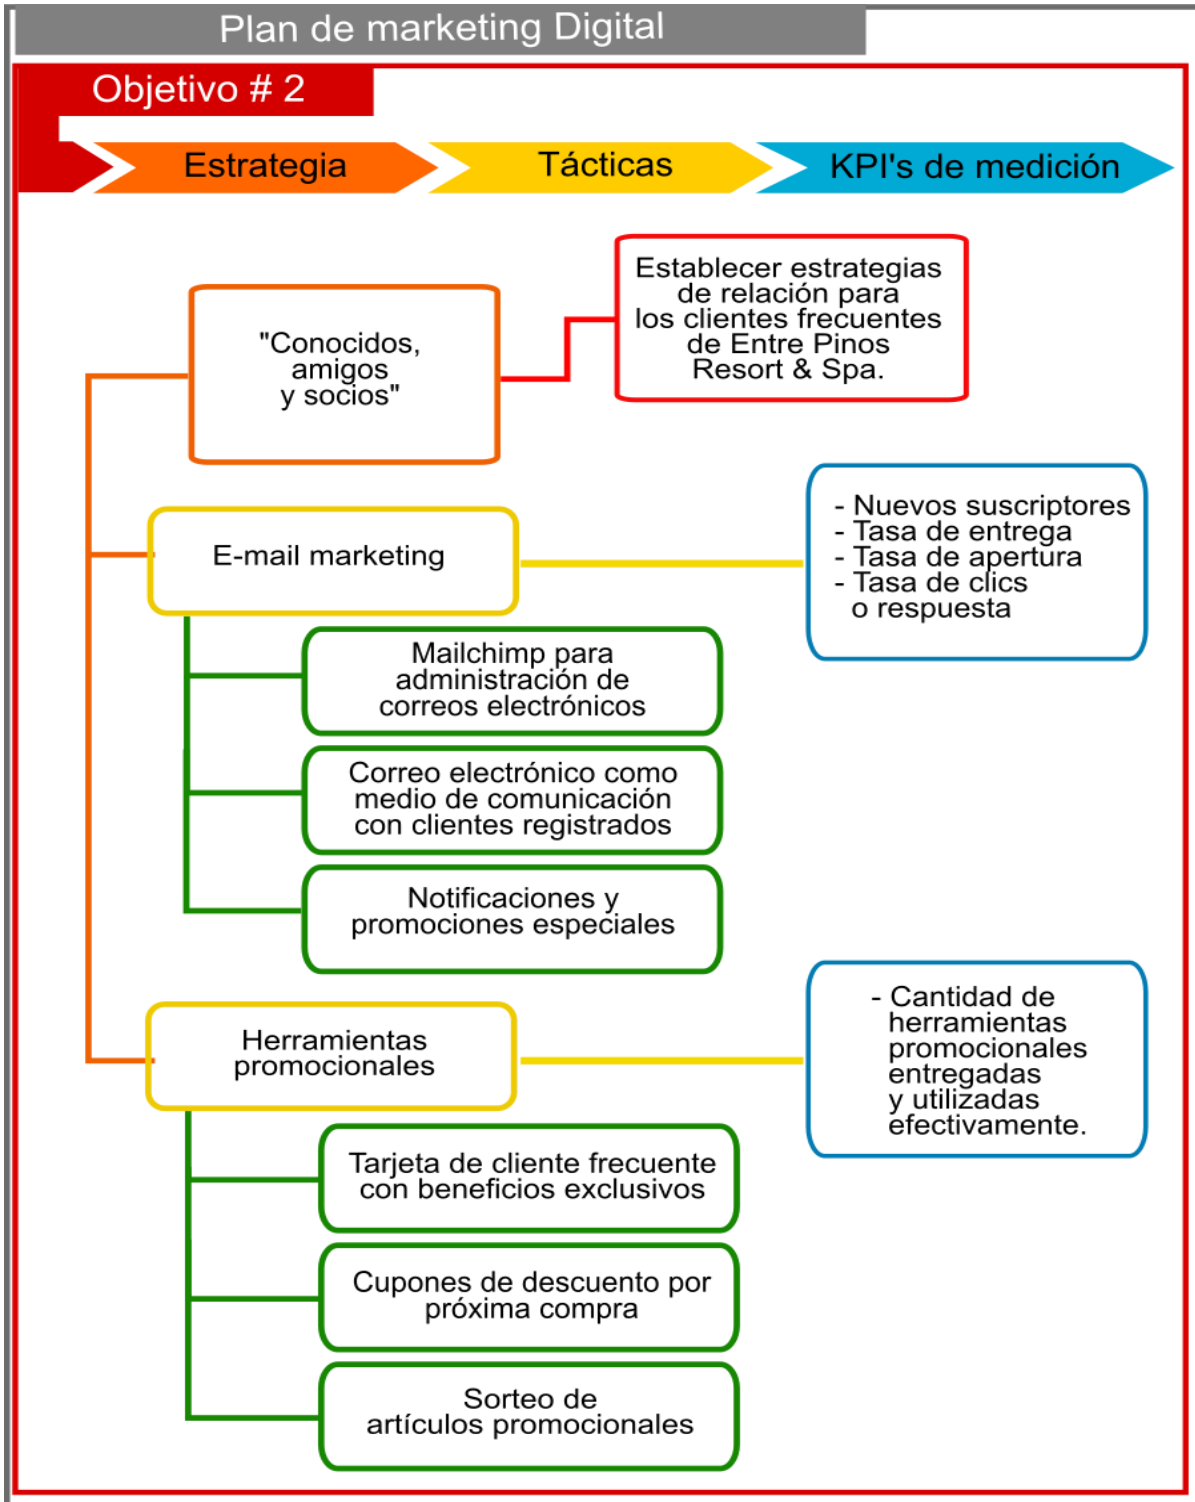 Plan de marketing Digital
Objetivo # 2
Estrategia
Tácticas
KPI's de medición
Establecer estrategias
de relación para
los clientes frecuentes
de Entre Pinos
Resort & Spa.
"Conocidos,
amigos
y socios"
- Nuevos suscriptores
- Tasa de entrega
- Tasa de apertura
- Tasa de clics
o respuesta
E-mail marketing
Mailchimp para
administración de
correos electrónicos
Correo electrónico como
medio de comunicación
con clientes registrados
Notificaciones y
promociones especiales
- Cantidad de
herramientas
promocionales
entregadas
y utilizadas
efectivamente.
Herramientas
promocionales
Tarjeta de cliente frecuente
con beneficios exclusivos
Cupones de descuento por
próxima compra
Sorteo de
artículos promocionales